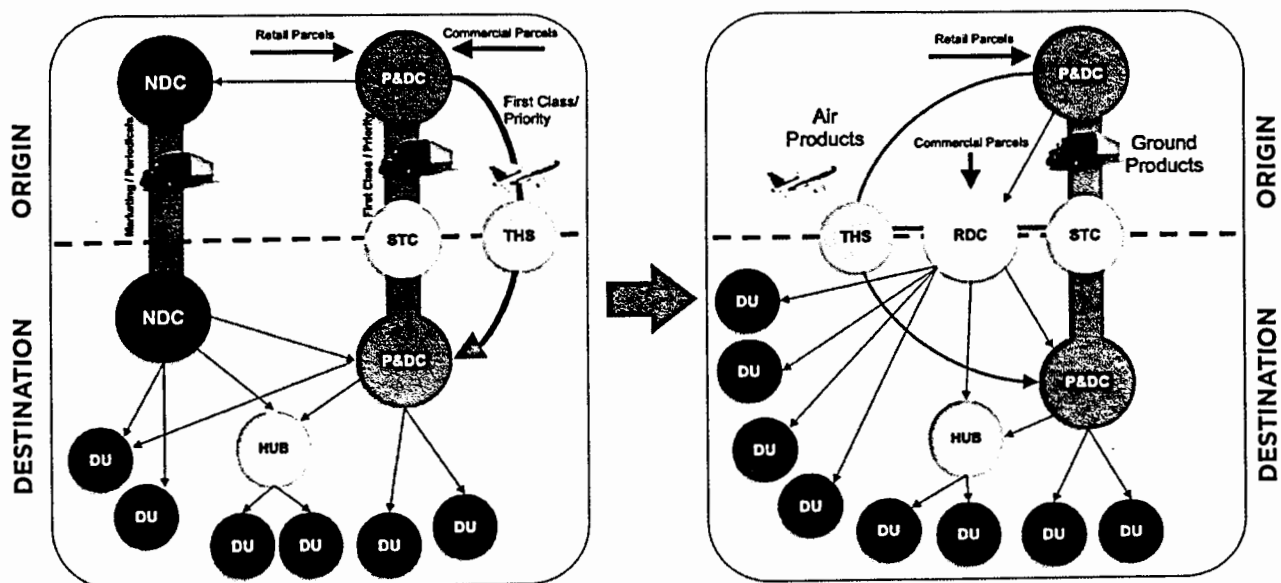 ORIGIN
DESTINATION
Retail Parcels
Commercial Parcels
NDC
P&DC
First Class/
Priority
Marketing / Periodicals
First Class / Priority
STC
THS
NDC
P&DC
HUB
DU
DU
DU
DU
DU
DU
Retail Parcels
P&DC
Air
Products
Commercial Parcels
Ground
Products
THS
RDC
STC
DU
DU
DU
DU
P&DC
HUB
DU
DU
DU
DU
ORIGIN
DESTINATION